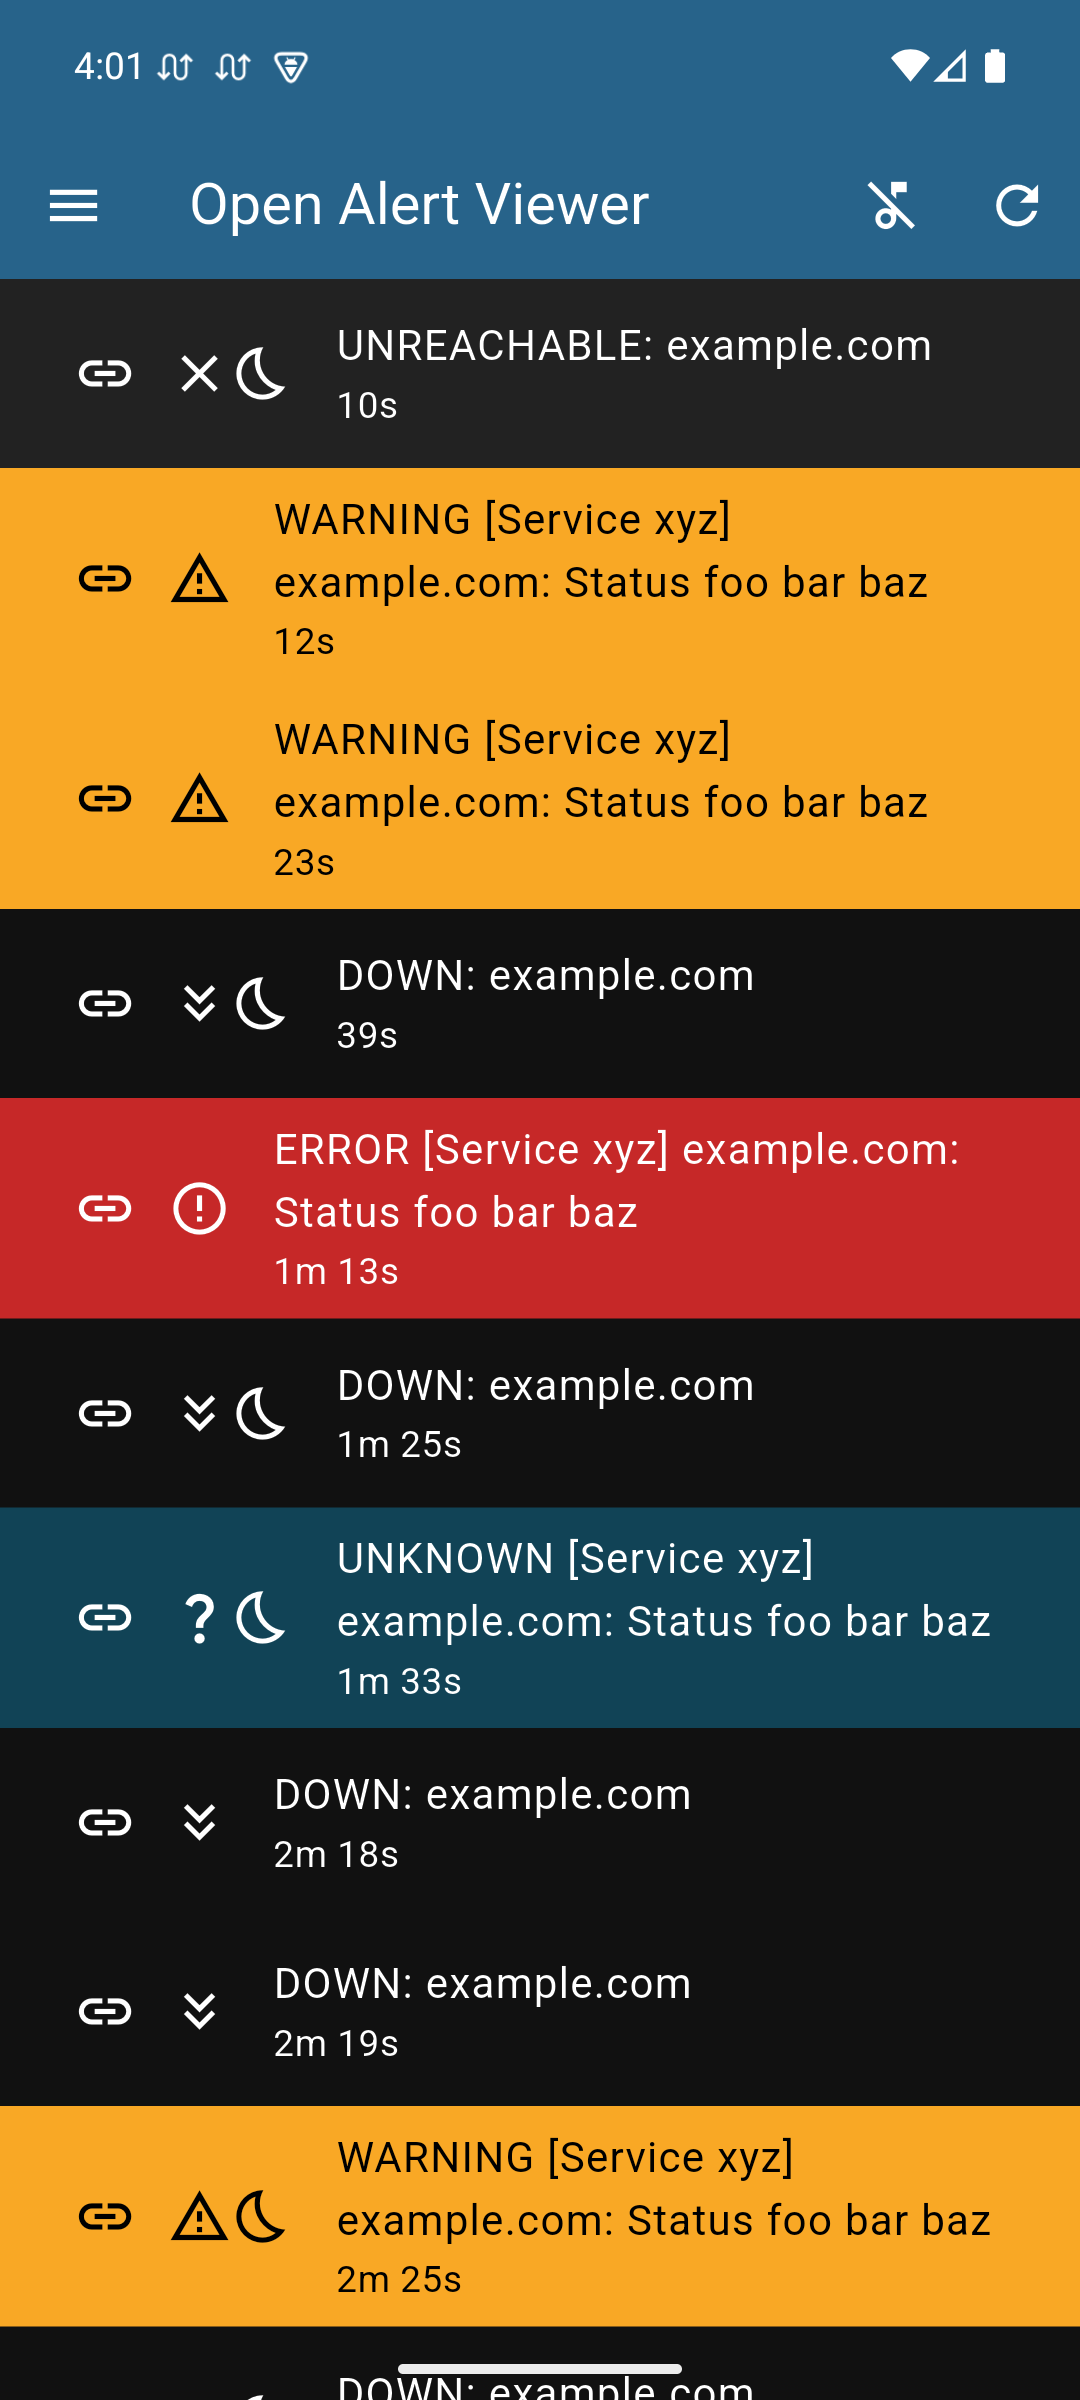 4:01
Open Alert Viewer
UNREACHABLE: example.com
10s
WARNING [Service xyz]
example.com: Status foo bar baz
12s
WARNING [Service xyz]
example.com: Status foo bar baz
23s
DOWN: example.com
39s
ERROR [Service xyz] example.com:
Status foo bar baz
1m 13s
DOWN: example.com
1m 25s
UNKNOWN [Service xyz]
example.com: Status foo bar baz
1m 33s
DOWN: example.com
2m 18s
DOWN: example.com
2m 19s
WARNING [Service xyz]
example.com: Status foo bar baz
2m 25s
DOWN: example.com